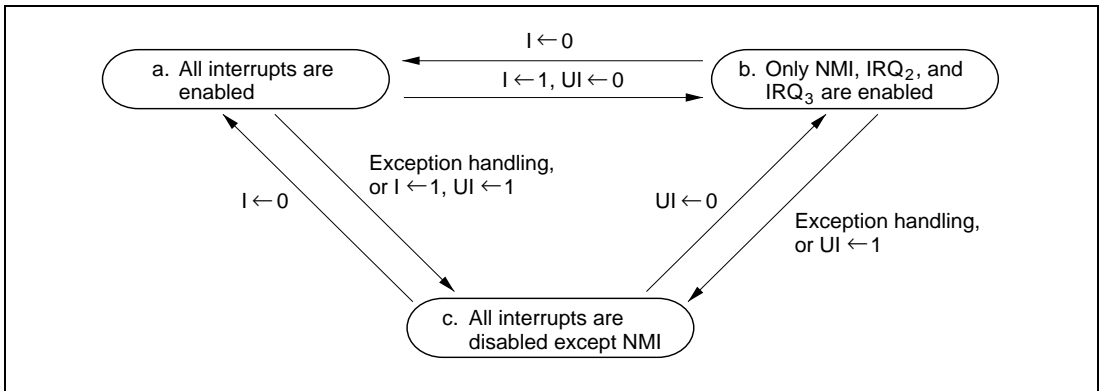 I ← 0
a. All interrupts are
enabled
I ← 1, UI ← 0
b. Only NMI, IRQ₂, and
IRQ₃ are enabled
Exception handling,
or I ← 1, UI ← 1
I ← 0
UI ← 0
Exception handling,
or UI ← 1
c. All interrupts are
disabled except NMI